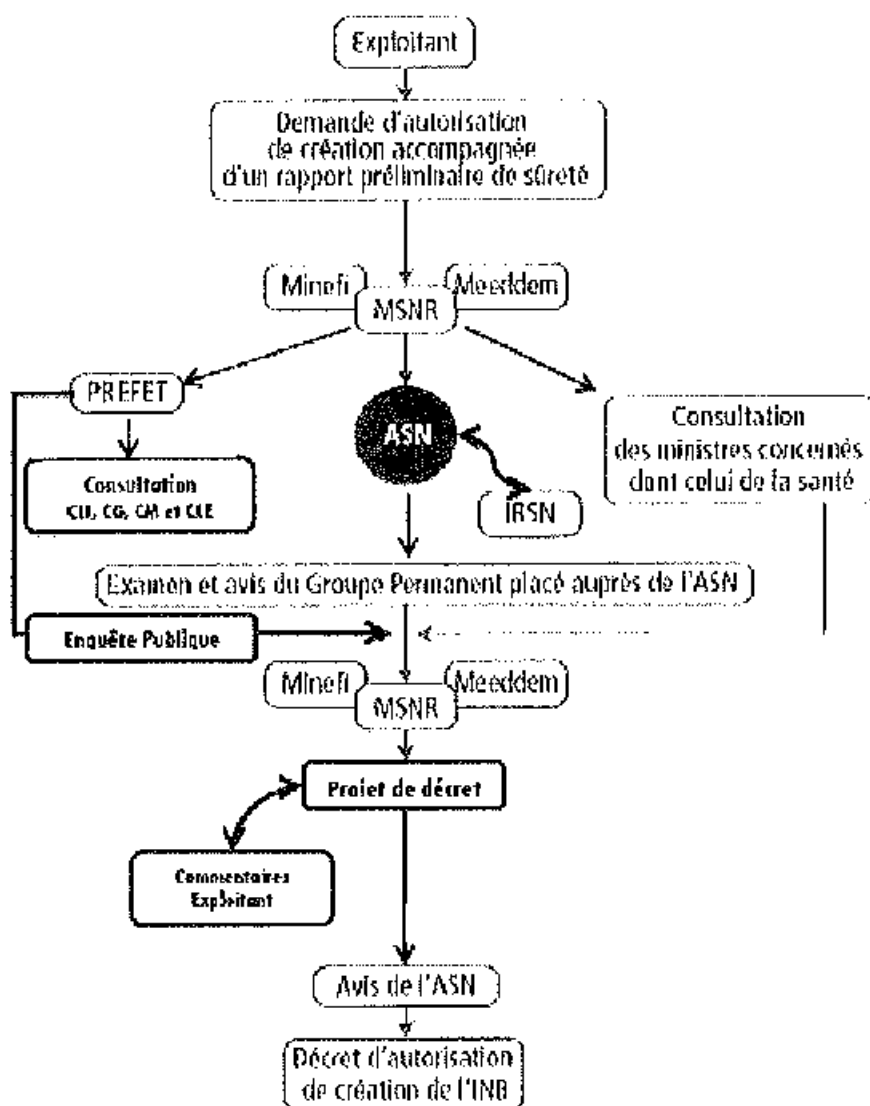 Exploitant
Demande d'autorisation
de création accompagnée
d'un rapport préliminaire de sûreté
Minefi
Meeddem
MSNR
PREFET
ASN
Consultation
des ministres concernés
dont celui de la santé
Consultation
CLI, CG, CM et CLE
IRSN
Examen et avis du Groupe Permanent placé auprès de l'ASN
Enquête Publique
Minefi
Meeddem
MSNR
Projet de décret
Commentaires
Exploitant
Avis de l'ASN
Décret d'autorisation
de création de l'INB